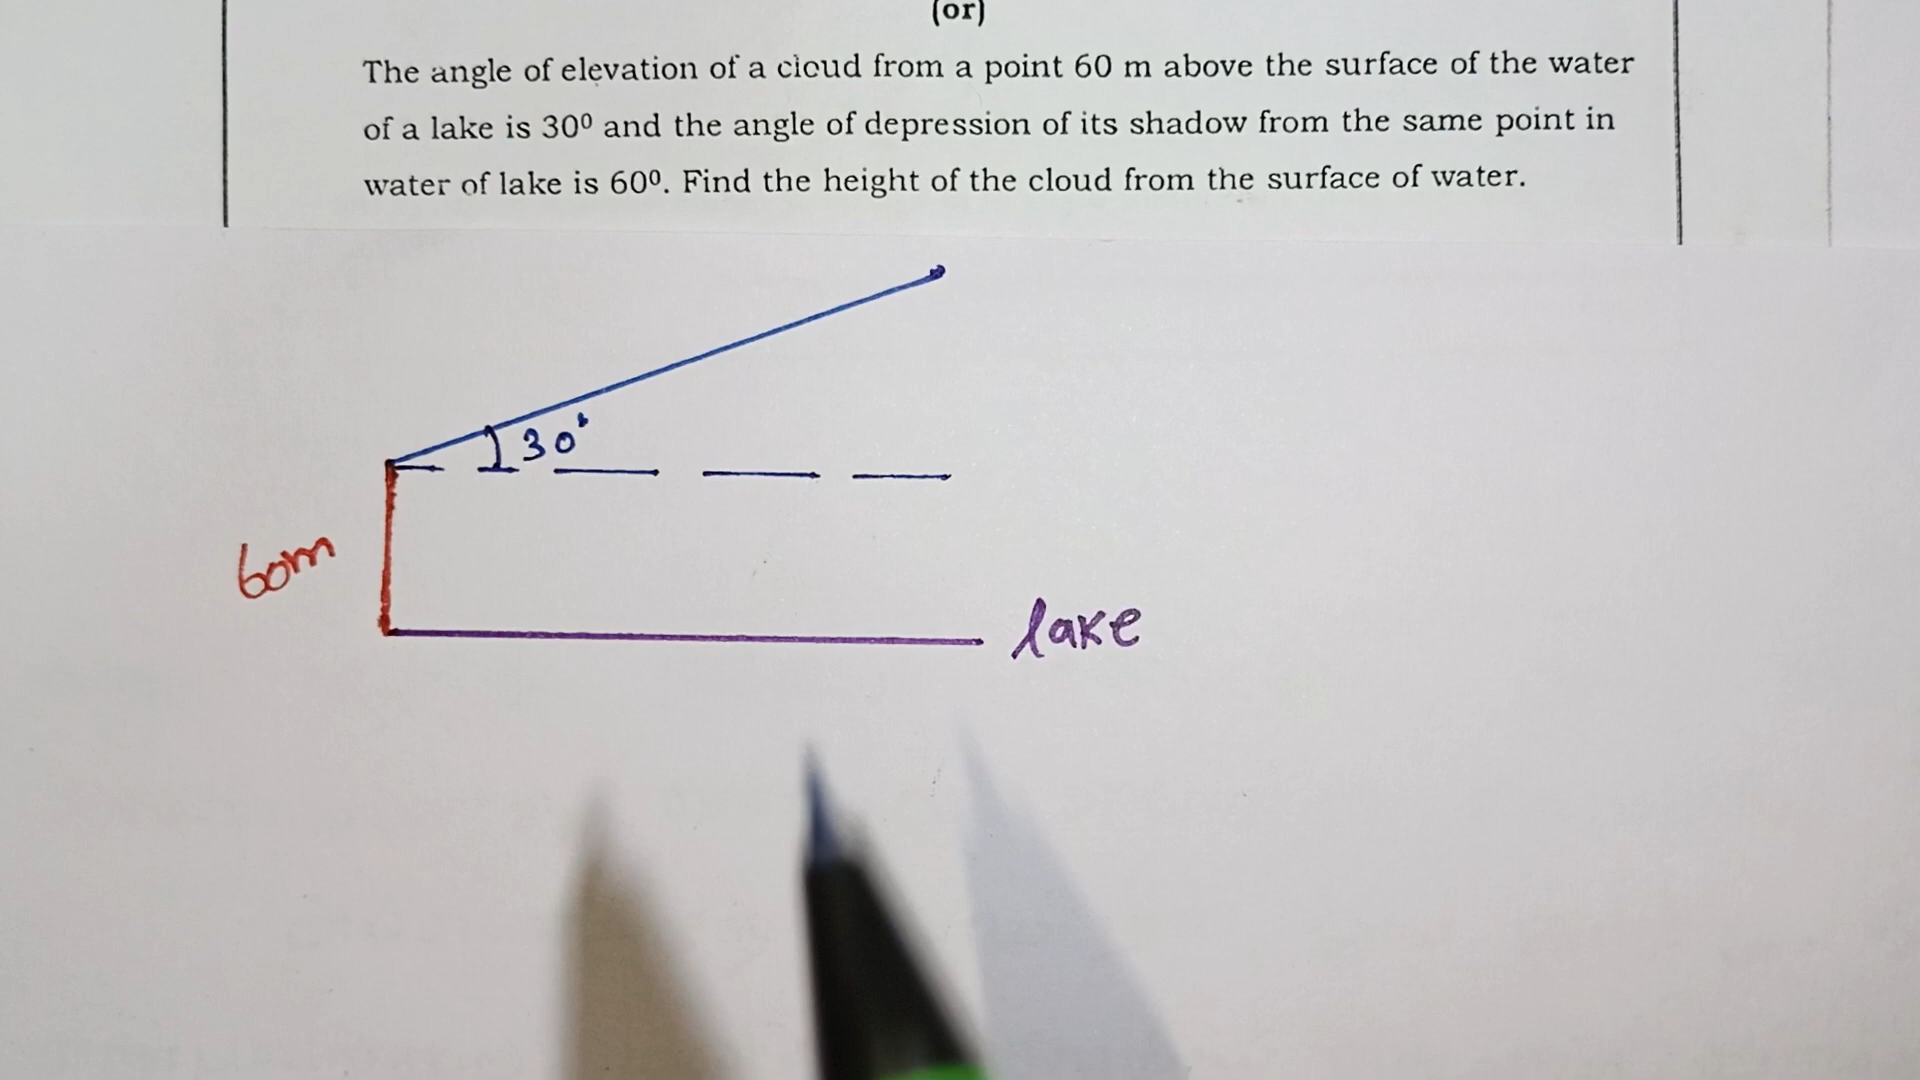 (or)
The angle of elevation of a cloud from a point 60 m above the surface of the water
of a lake is 30⁰ and the angle of depression of its shadow from the same point in
water of lake is 60⁰. Find the height of the cloud from the surface of water.
30°
60m
lake